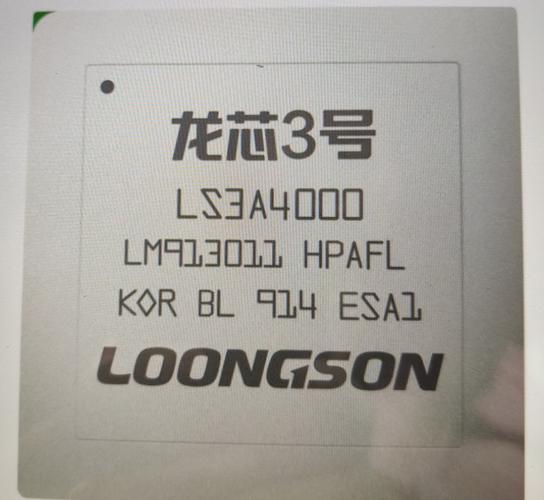 龙芯3号
LS3A4000
LM913011 HPAFL
KOR BL 914 ESA1
LOONGSON